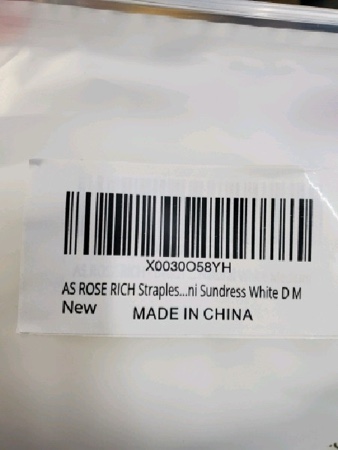 X0030O58YH
AS ROSE RICH Straples...ni Sundress White D M
New MADE IN CHINA